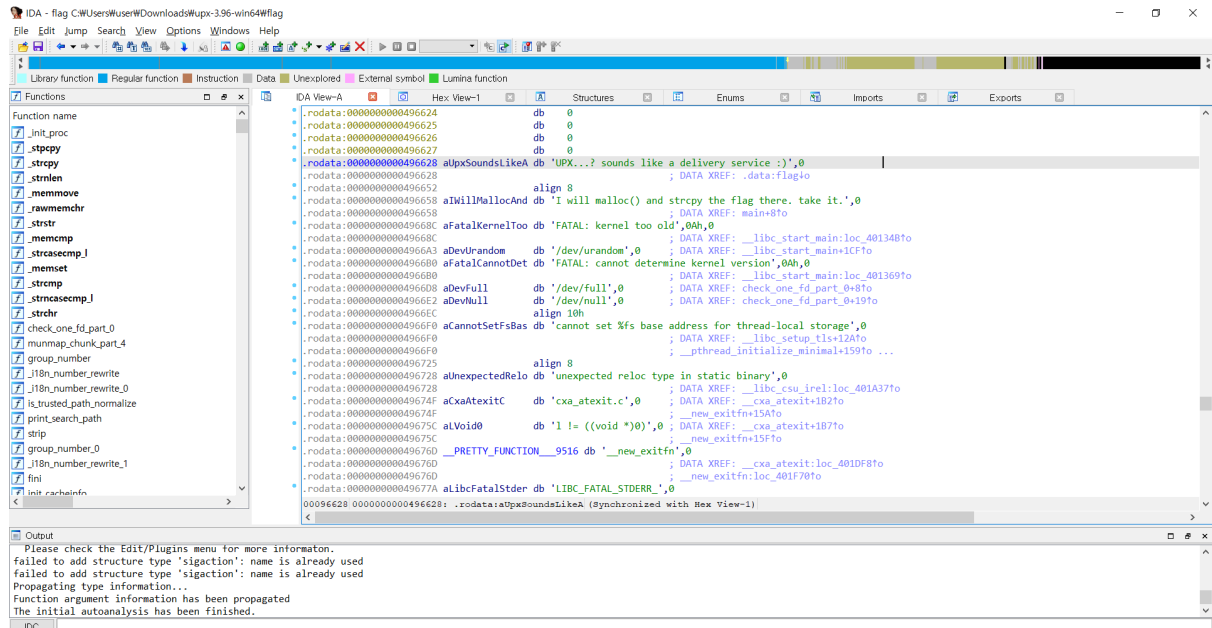 IDA - flag C:₩Users₩user₩Downloads₩upx-3.96-win64₩flag
File Edit Jump Search View Options Windows Help
Library function Regular function Instruction Data Unexplored External symbol Lumina function
Functions
IDA View-A Hex View-1 Structures Enums Imports Exports
Function name
_init_proc
_stpcpy
_strcpy
_strnlen
_memmove
_rawmemchr
_strstr
_memcmp
_strcasecmp_l
_memset
_strcmp
_strncasecmp_l
_strchr
check_one_fd_part_0
munmap_chunk_part_4
group_number
_i18n_number_rewrite
_i18n_number_rewrite_0
is_trusted_path_normalize
print_search_path
strip
group_number_0
_i18n_number_rewrite_1
fini
init_cacheinfo
.rodata:0000000000496624 db 0
.rodata:0000000000496625 db 0
.rodata:0000000000496626 db 0
.rodata:0000000000496627 db 0
.rodata:0000000000496628 aUpxSoundsLikeA db 'UPX...? sounds like a delivery service :)',0
.rodata:0000000000496628 ; DATA XREF: .data:flag↓o
.rodata:0000000000496652 align 8
.rodata:0000000000496658 aIWillMallocAnd db 'I will malloc() and strcpy the flag there. take it.',0
.rodata:0000000000496658 ; DATA XREF: main+8↑o
.rodata:000000000049668C aFatalKernelToo db 'FATAL: kernel too old',0Ah,0
.rodata:000000000049668C ; DATA XREF: __libc_start_main:loc_40134B↑o
.rodata:00000000004966A3 aDevUrandom db '/dev/urandom',0 ; DATA XREF: __libc_start_main+1CF↑o
.rodata:00000000004966B0 aFatalCannotDet db 'FATAL: cannot determine kernel version',0Ah,0
.rodata:00000000004966B0 ; DATA XREF: __libc_start_main:loc_401369↑o
.rodata:00000000004966D8 aDevFull db '/dev/full',0 ; DATA XREF: check_one_fd_part_0+8↑o
.rodata:00000000004966E2 aDevNull db '/dev/null',0 ; DATA XREF: check_one_fd_part_0+19↑o
.rodata:00000000004966EC align 10h
.rodata:00000000004966F0 aCannotSetFsBas db 'cannot set %fs base address for thread-local storage',0
.rodata:00000000004966F0 ; DATA XREF: __libc_setup_tls+12A↑o
.rodata:00000000004966F0 ; __pthread_initialize_minimal+159↑o ...
.rodata:0000000000496725 align 8
.rodata:0000000000496728 aUnexpectedRelo db 'unexpected reloc type in static binary',0
.rodata:0000000000496728 ; DATA XREF: __libc_csu_irel:loc_401A37↑o
.rodata:000000000049674F aCxaAtexitC db 'cxa_atexit.c',0 ; DATA XREF: __cxa_atexit+1B2↑o
.rodata:000000000049674F ; __new_exitfn+15A↑o
.rodata:000000000049675C aLVoid0 db 'l != ((void *)0)',0 ; DATA XREF: __cxa_atexit+1B7↑o
.rodata:000000000049675C ; __new_exitfn+15F↑o
.rodata:000000000049676D __PRETTY_FUNCTION___9516 db '__new_exitfn',0
.rodata:000000000049676D ; DATA XREF: __cxa_atexit:loc_401DF8↑o
.rodata:000000000049676D ; __new_exitfn:loc_401F70↑o
.rodata:000000000049677A aLibcFatalStder db 'LIBC_FATAL_STDERR_',0
00096628 0000000000496628: .rodata:aUpxSoundsLikeA (Synchronized with Hex View-1)
Output
Please check the Edit/Plugins menu for more informaton.
failed to add structure type 'sigaction': name is already used
failed to add structure type 'sigaction': name is already used
Propagating type information...
Function argument information has been propagated
The initial autoanalysis has been finished.
IDC